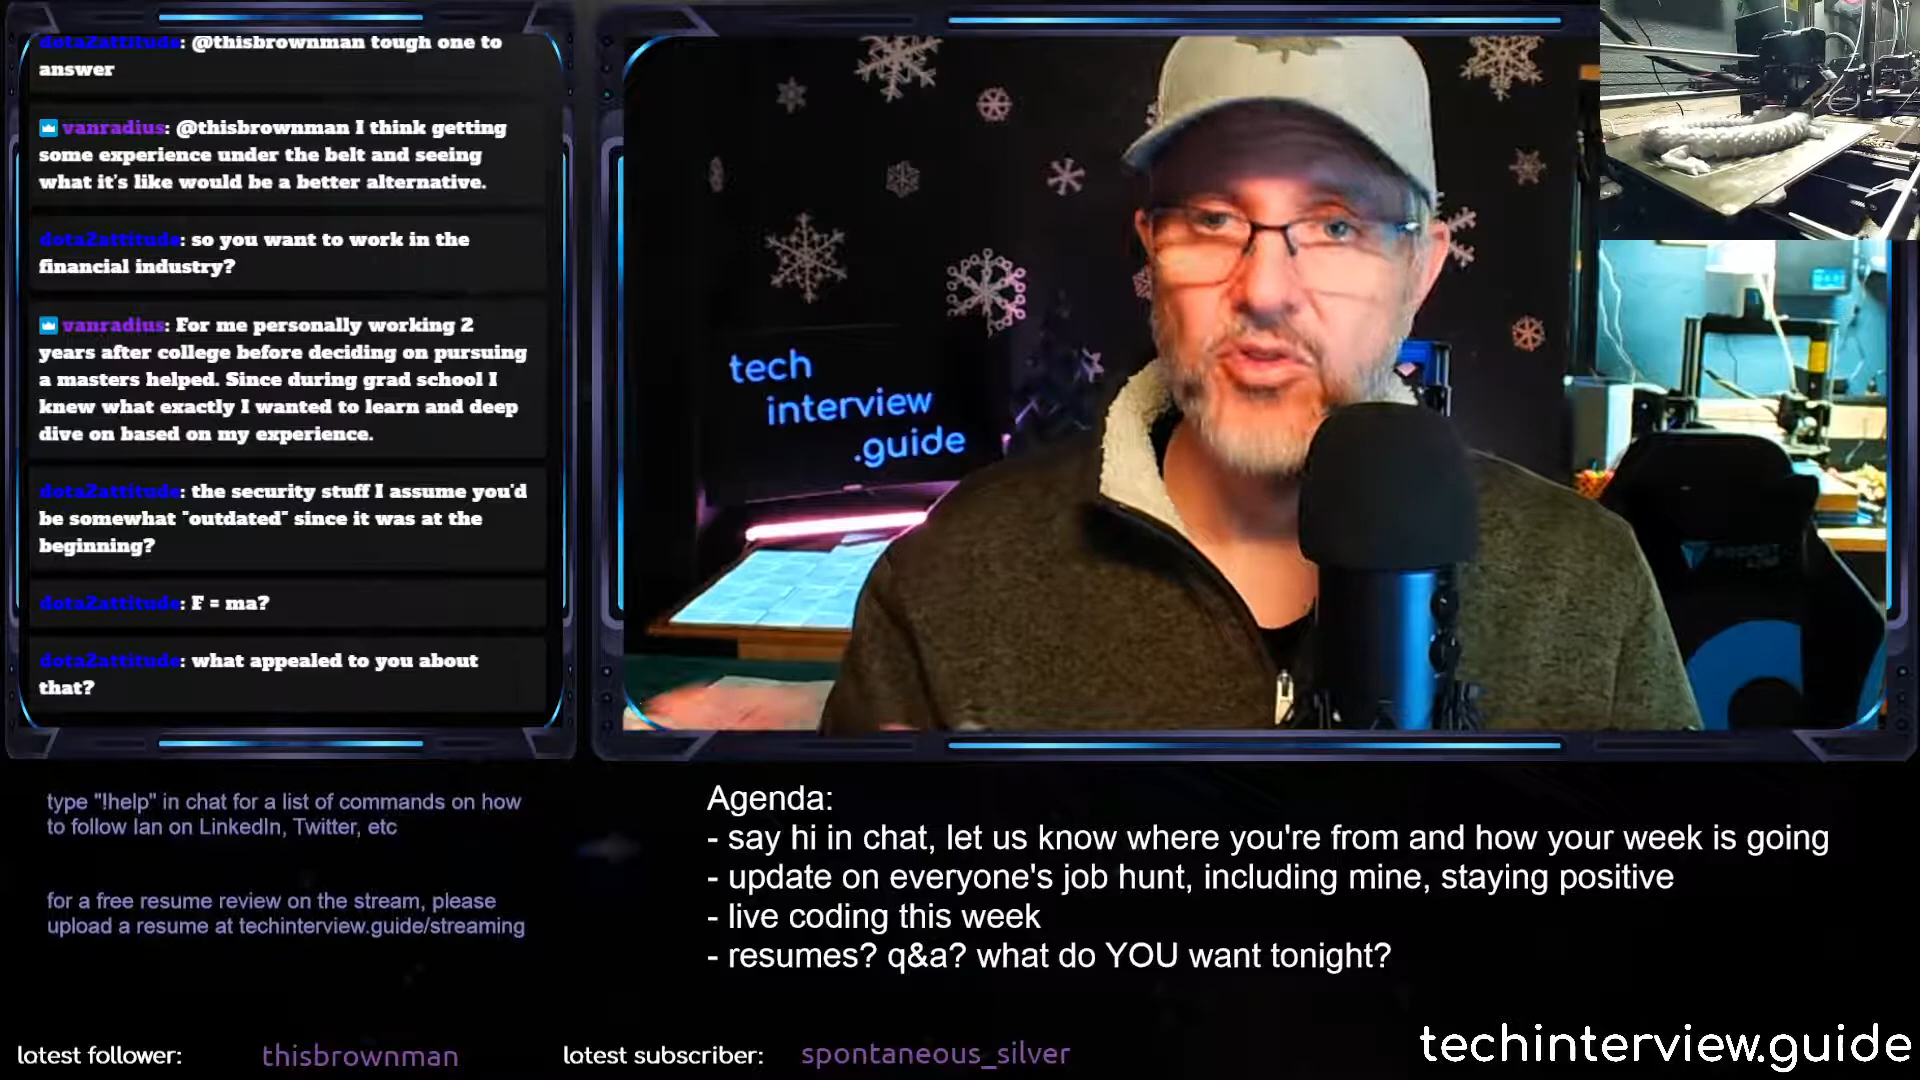 dota2attitude: @thisbrownman tough one to
answer
vanradius: @thisbrownman I think getting
some experience under the belt and seeing
what it's like would be a better alternative.
dota2attitude: so you want to work in the
financial industry?
vanradius: For me personally working 2
years after college before deciding on pursuing
a masters helped. Since during grad school I
knew what exactly I wanted to learn and deep
dive on based on my experience.
dota2attitude: the security stuff I assume you'd
be somewhat "outdated" since it was at the
beginning?
dota2attitude: F = ma?
dota2attitude: what appealed to you about
that?
tech
interview
.guide
type "!help" in chat for a list of commands on how
to follow Ian on LinkedIn, Twitter, etc
for a free resume review on the stream, please
upload a resume at techinterview.guide/streaming
Agenda:
- say hi in chat, let us know where you're from and how your week is going
- update on everyone's job hunt, including mine, staying positive
- live coding this week
- resumes? q&a? what do YOU want tonight?
latest follower: thisbrownman
latest subscriber: spontaneous_silver
techinterview.guide